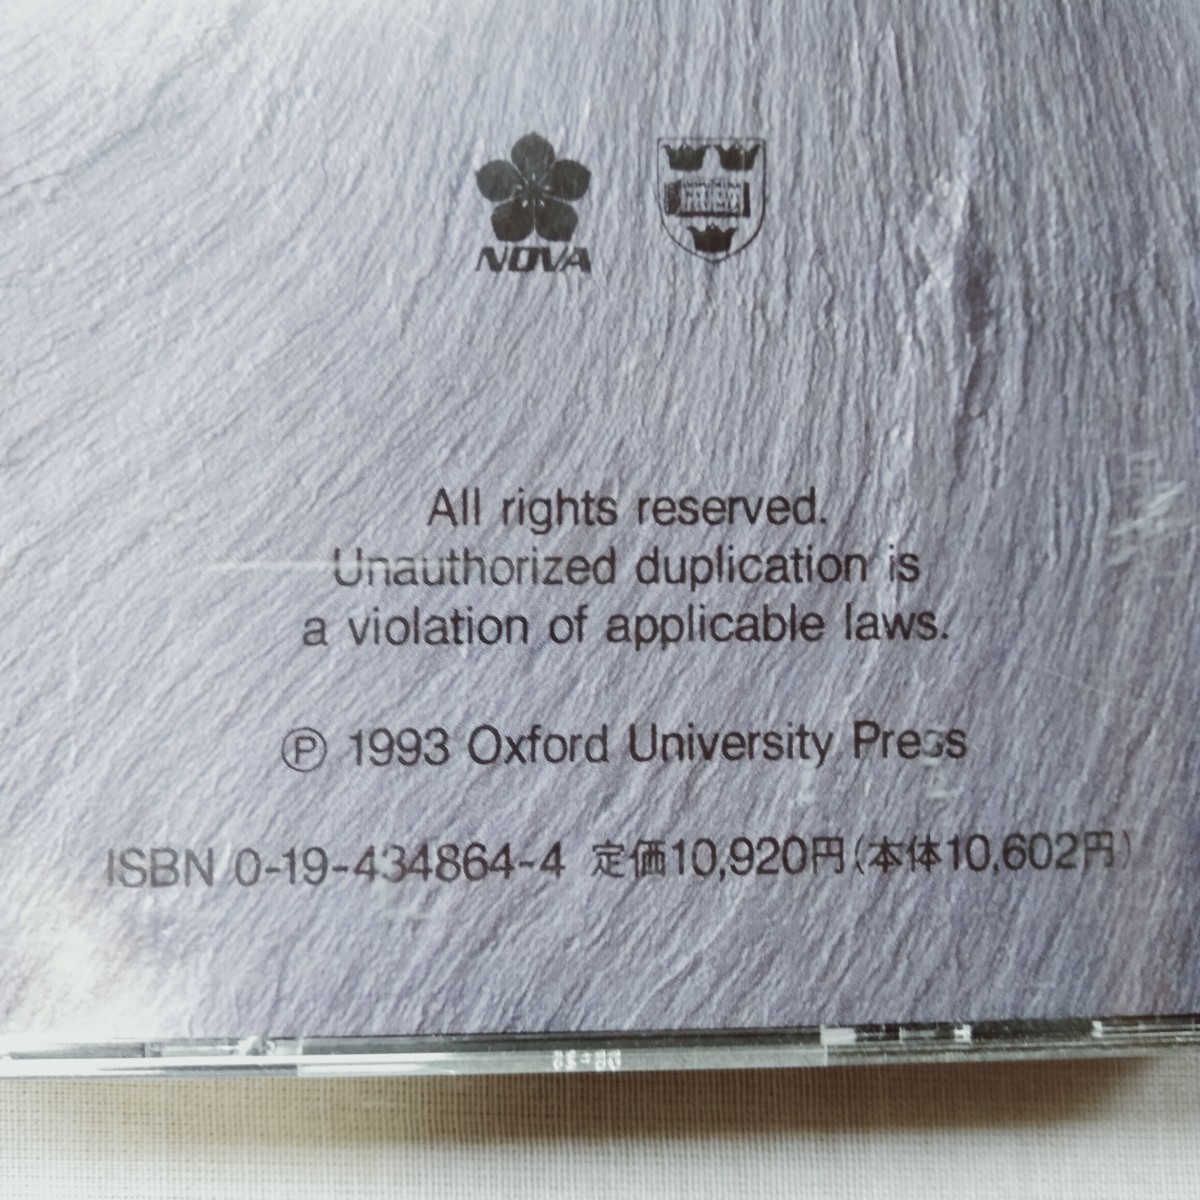 NOVA
All rights reserved.
Unauthorized duplication is
a violation of applicable laws.
Ⓟ 1993 Oxford University Press
ISBN 0-19-434864-4 定価10,920円(本体10,602円)